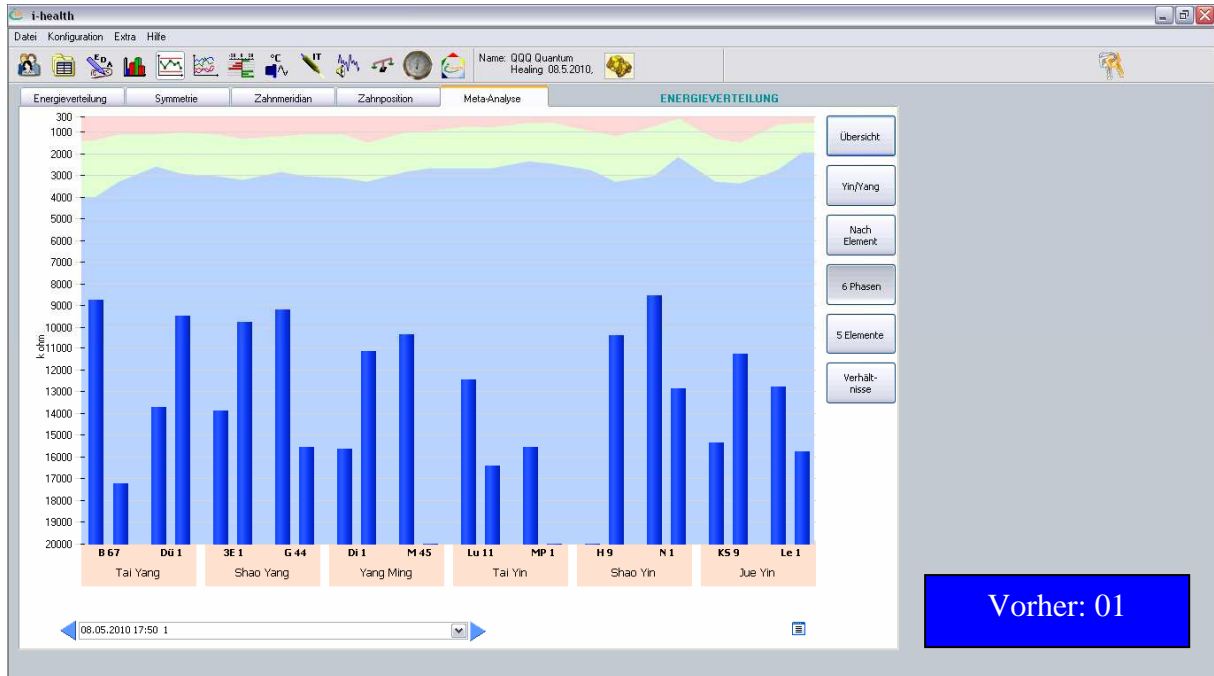 i-health
Datei Konfiguration Extra Hilfe
EDA °C IT
Name: QQQ Quantum
Healing 08.5.2010,
Energieverteilung Symmetrie Zahnmeridian Zahnposition Meta-Analyse ENERGIEVERTEILUNG
300
1000
2000
3000
4000
5000
6000
7000
8000
9000
10000
11000
12000
13000
14000
15000
16000
17000
18000
19000
20000
k ohm
B 67 Dü 1 3E 1 G 44 Di 1 M 45 Lu 11 MP 1 H 9 N 1 KS 9 Le 1
Tai Yang Shao Yang Yang Ming Tai Yin Shao Yin Jue Yin
08.05.2010 17:50 1
Übersicht
Yin/Yang
Nach
Element
6 Phasen
5 Elemente
Verhält-
nisse
Vorher: 01